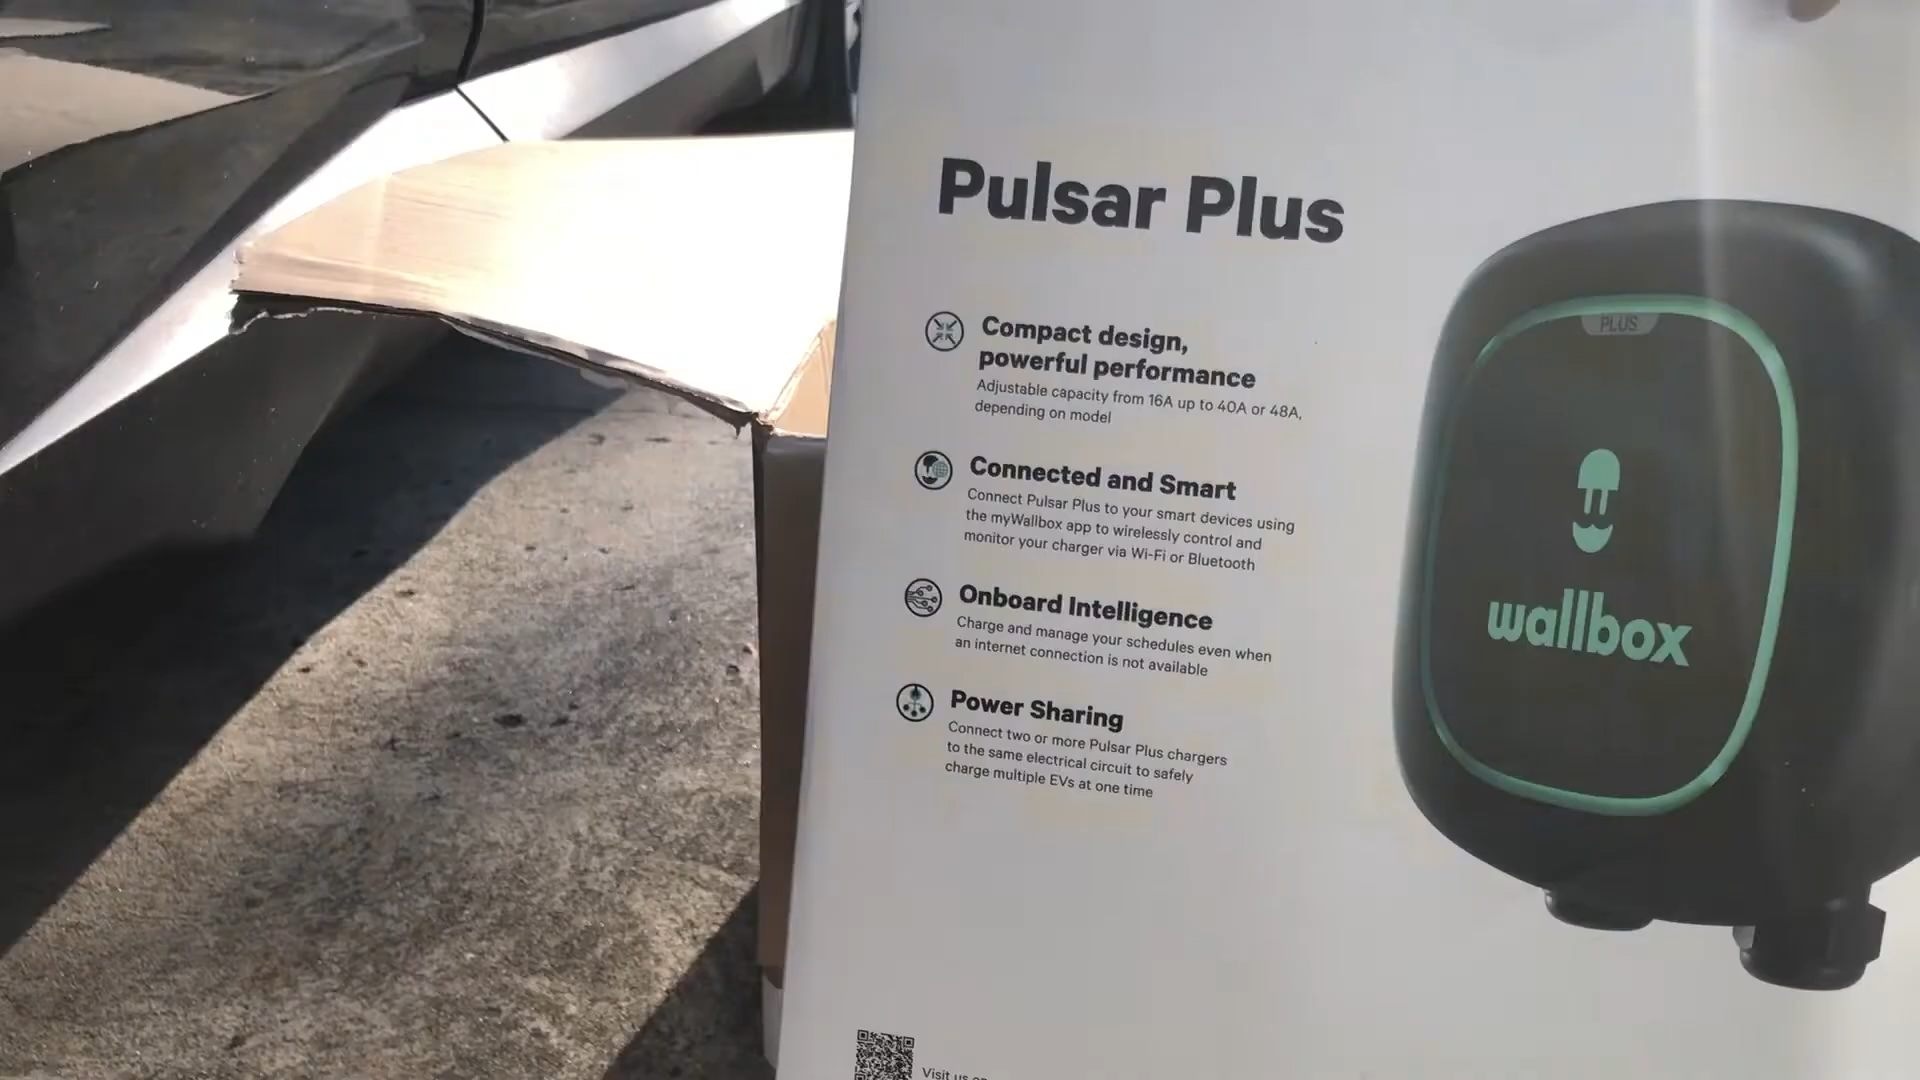 Pulsar Plus
Compact design,
powerful performance
Adjustable capacity from 16A up to 40A or 48A,
depending on model
Connected and Smart
Connect Pulsar Plus to your smart devices using
the myWallbox app to wirelessly control and
monitor your charger via Wi-Fi or Bluetooth
Onboard Intelligence
Charge and manage your schedules even when
an internet connection is not available
Power Sharing
Connect two or more Pulsar Plus chargers
to the same electrical circuit to safely
charge multiple EVs at one time
Visit us
PLUS
wallbox